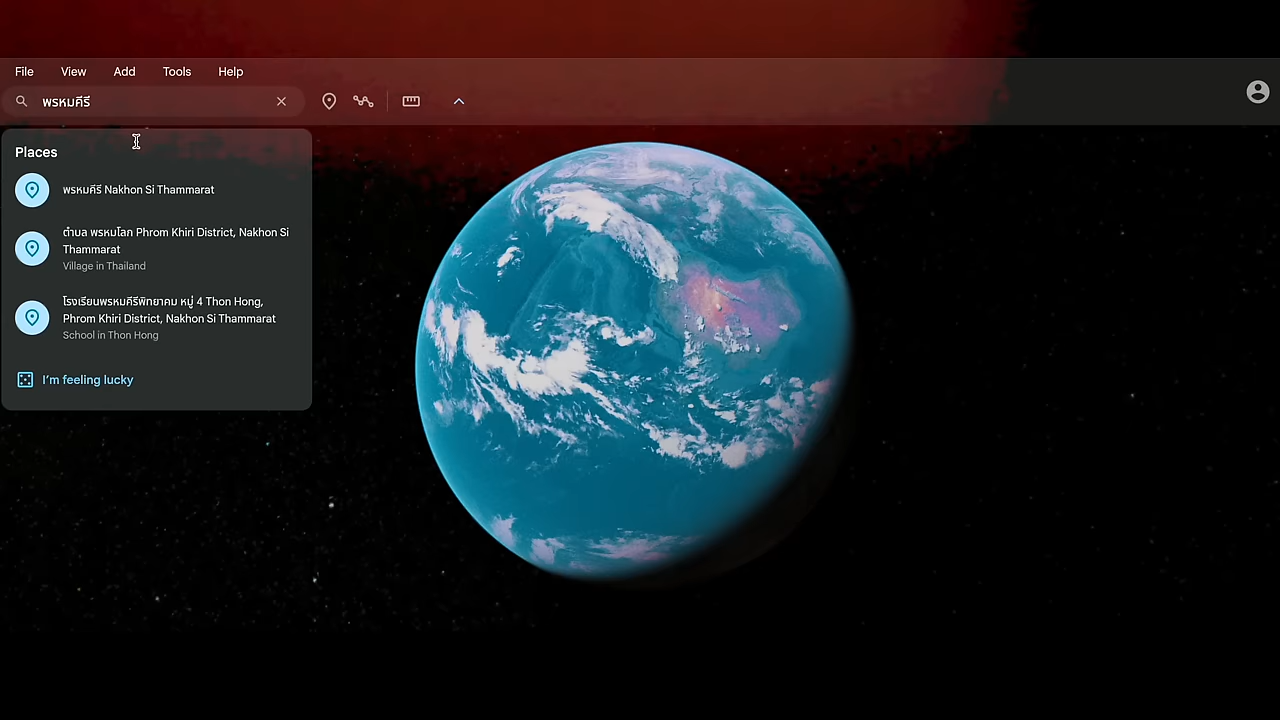 File View Add Tools Help
พรหมคีรี
Places
พรหมคีรี Nakhon Si Thammarat
ตำบล พรหมโลก Phrom Khiri District, Nakhon Si
Thammarat
Village in Thailand
โรงเรียนพรหมคีรีพิทยาคม หมู่ 4 Thon Hong,
Phrom Khiri District, Nakhon Si Thammarat
School in Thon Hong
I'm feeling lucky